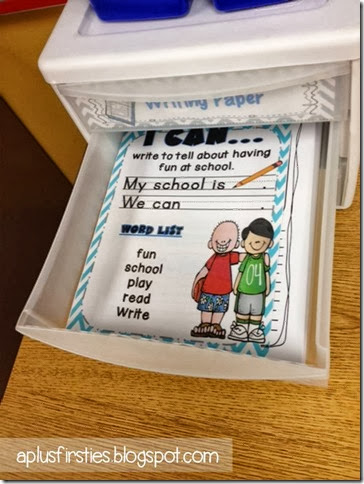 Writing Paper
I CAN...
write to tell about having
fun at school.
My school is .
We can .
WORD LIST
fun
school
play
read
Write
04
aplusfirsties.blogspot.com